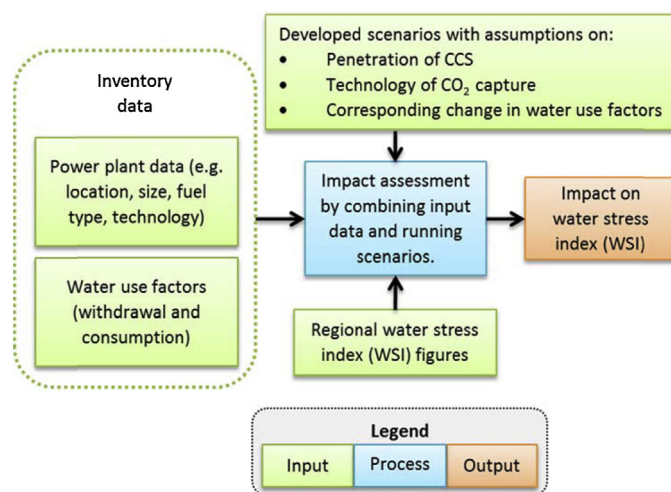 Inventory
data
Power plant data (e.g.
location, size, fuel
type, technology)
Water use factors
(withdrawal and
consumption)
Developed scenarios with assumptions on:
• Penetration of CCS
• Technology of CO₂ capture
• Corresponding change in water use factors
Impact assessment
by combining input
data and running
scenarios.
Impact on
water stress
index (WSI)
Regional water stress
index (WSI) figures
Legend
Input
Process
Output